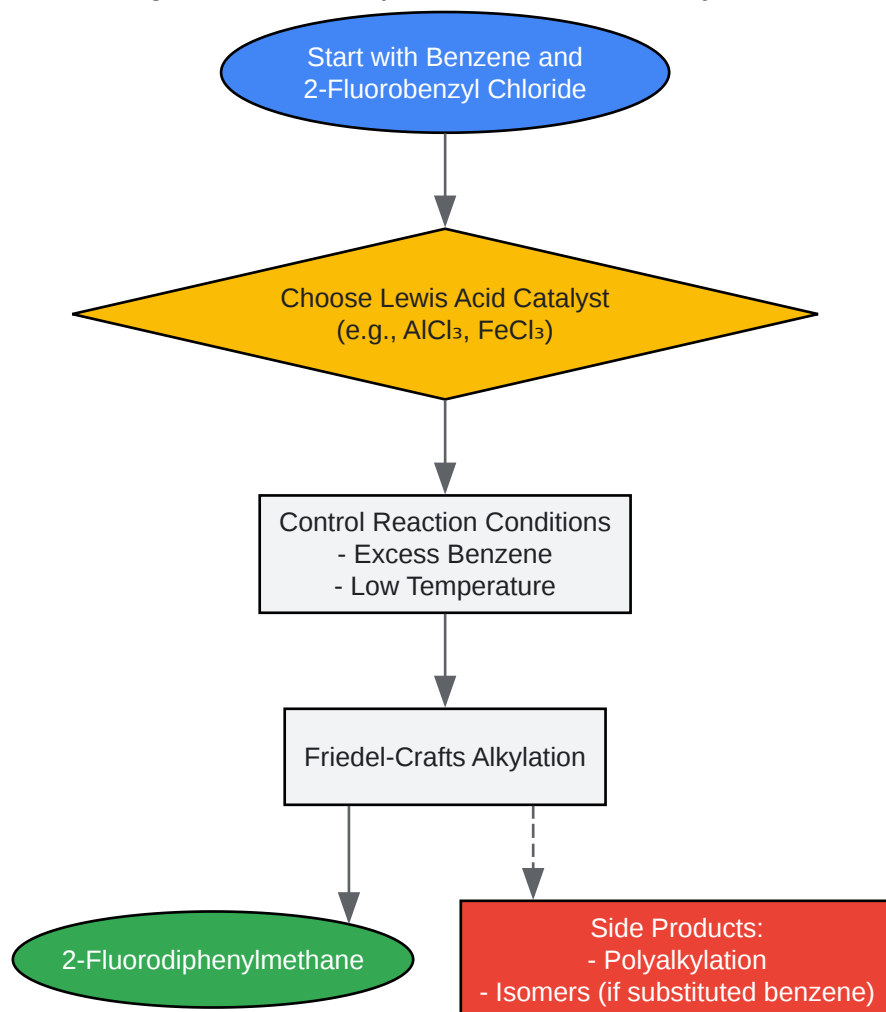 Start with Benzene and
2-Fluorobenzyl Chloride
Choose Lewis Acid Catalyst
(e.g., AlCl₃, FeCl₃)
Control Reaction Conditions
- Excess Benzene
- Low Temperature
Friedel-Crafts Alkylation
2-Fluorodiphenylmethane
Side Products:
- Polyalkylation
- Isomers (if substituted benzene)